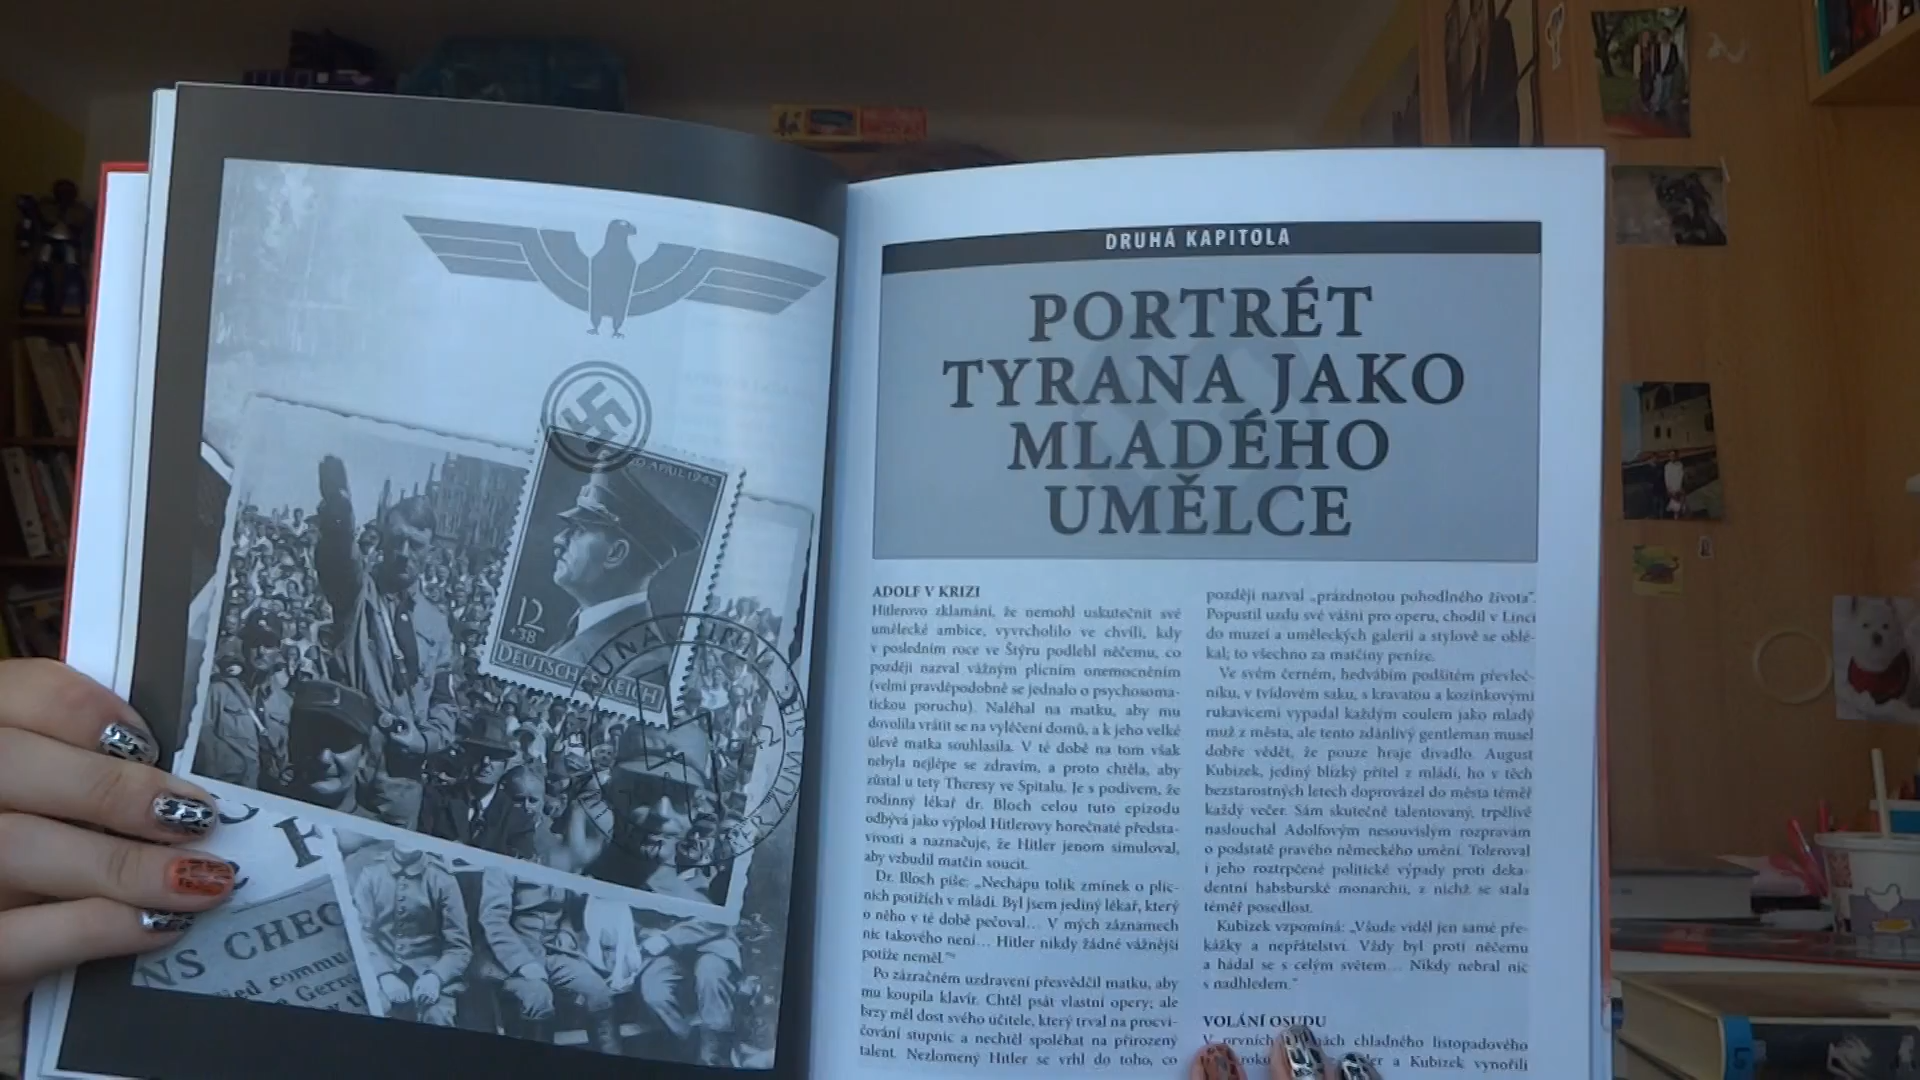 20 APRIL 1942
12
+38
DEUTSCHES REICH
NS CHEC
DRUHÁ KAPITOLA
PORTRÉT
TYRANA JAKO
MLADÉHO
UMĚLCE
ADOLF V KRIZI
Hitlerovo zklamání, že nemohl uskutečnit své
umělecké ambice, vyvrcholilo ve chvíli, kdy
v posledním roce ve Štýru podlehl něčemu, co
později nazval vážným plicním onemocněním
(velmi pravděpodobně se jednalo o psychosoma-
tickou poruchu). Naléhal na matku, aby mu
dovolila vrátit se na vyléčení domů, a k jeho velké
úlevě matka souhlasila. V té době na tom však
nebyla nejlépe se zdravím, a proto chtěla, aby
zůstal u tety Theresy ve Spitalu. Je s podivem, že
rodinný lékař dr. Bloch celou tuto epizodu
odbývá jako výplod Hitlerovy horečnaté předsta-
vivosti a naznačuje, že Hitler jenom simuloval,
aby vzbudil matčin soucit.
Dr. Bloch píše: „Nechápu tolik zmínek o plic-
ních potížích v mládí. Byl jsem jediný lékař, který
o něho v té době pečoval… V mých záznamech
nic takového není… Hitler nikdy žádné vážnější
potíže neměl.“
Po zázračném uzdravení přesvědčil matku, aby
mu koupila klavír. Chtěl psát vlastní opery; ale
brzy měl dost svého učitele, který trval na procvi-
čování stupnic a nechtěl spoléhat na přirozený
talent. Nezlomený Hitler se vrhl do toho, co
později nazval „prázdnotou pohodlného života“.
Popustil uzdu své vášni pro operu, chodil v Linci
do muzeí a uměleckých galerií a stylově se oblé-
kal; to všechno za matčiny peníze.
Ve svém černém, hedvábím podšitém převleč-
níku, v tvídovém saku, s kravatou a kozinkovými
rukavicemi vypadal každým coulem jako mladý
muž z města, ale tento zdánlivý gentleman musel
dobře vědět, že pouze hraje divadlo. August
Kubizek, jediný blízký přítel z mládí, ho v těch
bezstarostných letech doprovázel do města téměř
každý večer. Sám skutečně talentovaný, trpělivě
naslouchal Adolfovým nesouvislým rozpravám
o podstatě pravého německého umění. Toleroval
i jeho roztrpčené politické výpady proti deka-
dentní habsburské monarchii, z nichž se stala
téměř posedlost.
Kubizek vzpomíná: „Všude viděl jen samé pře-
kážky a nepřátelství. Vždy byl proti něčemu
a hádal se s celým světem… Nikdy nebral nic
s nadhledem.“
VOLÁNÍ OSUDU
V prvních chladného listopadového
roku a Kubizek vynořili